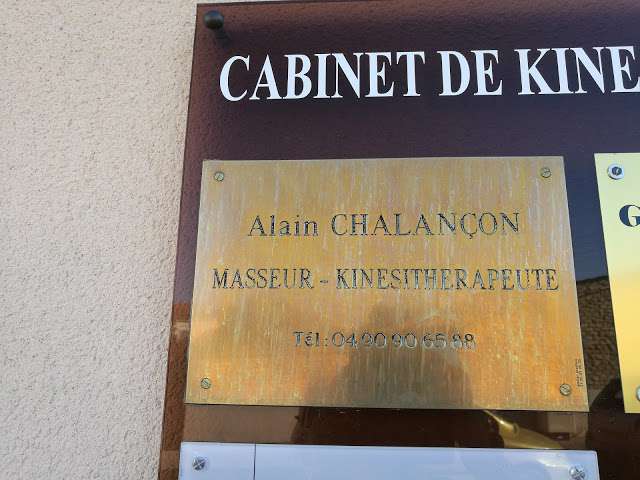 CABINET DE KINE
Alain CHALANÇON
MASSEUR - KINESITHERAPEUTE
Tél : 04 90 90 65 88
G